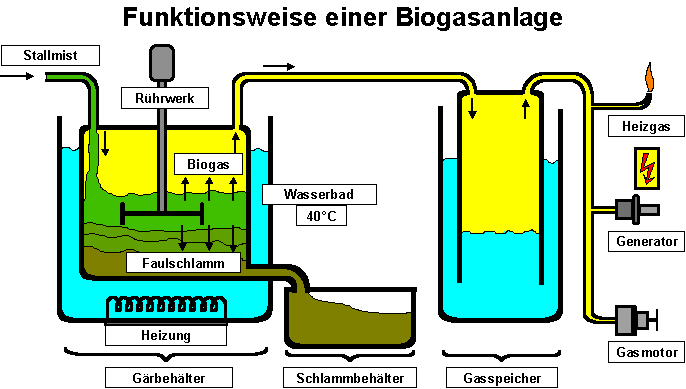 Funktionsweise einer Biogasanlage
Stallmist
Rührwerk
Heizgas
Biogas
Wasserbad
40°C
Generator
Faulschlamm
Heizung
Gasmotor
Gärbehälter
Schlammbehälter
Gasspeicher